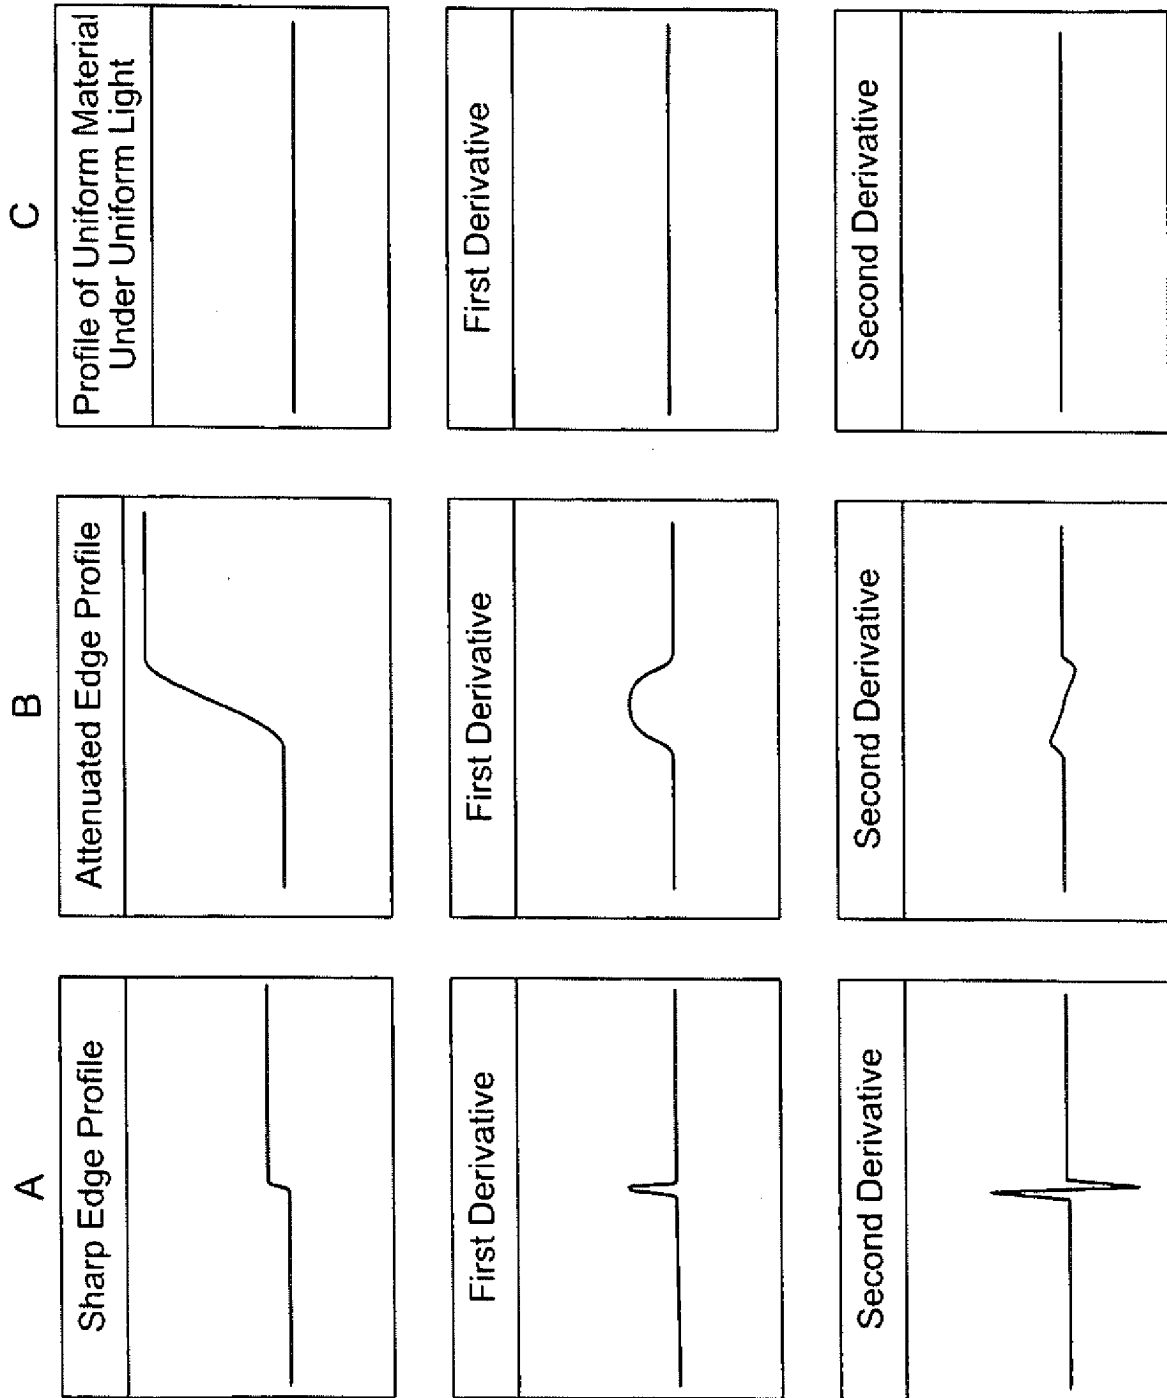 A
Sharp Edge Profile
First Derivative
Second Derivative
B
Attenuated Edge Profile
First Derivative
Second Derivative
C
Profile of Uniform Material
Under Uniform Light
First Derivative
Second Derivative